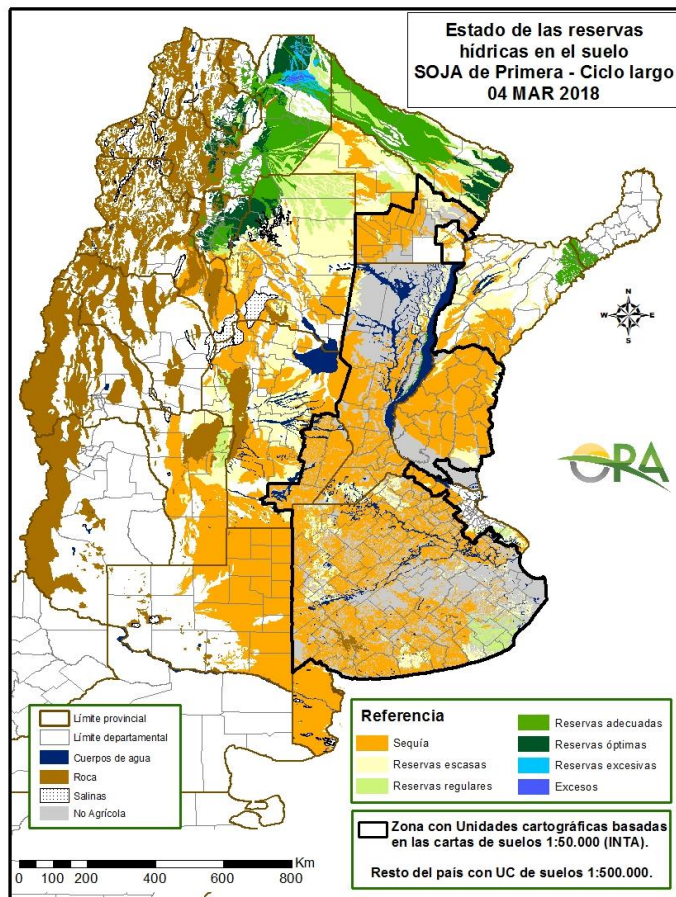 Estado de las reservas
hídricas en el suelo
SOJA de Primera - Ciclo largo
04 MAR 2018
N
W E
S
ORA
Límite provincial
Límite departamental
Cuerpos de agua
Roca
Salinas
No Agrícola
Referencia
Sequía
Reservas escasas
Reservas regulares
Reservas adecuadas
Reservas óptimas
Reservas excesivas
Excesos
Zona con Unidades cartográficas basadas
en las cartas de suelos 1:50.000 (INTA).
Resto del país con UC de suelos 1:500.000.
Km
0 100 200 400 600 800